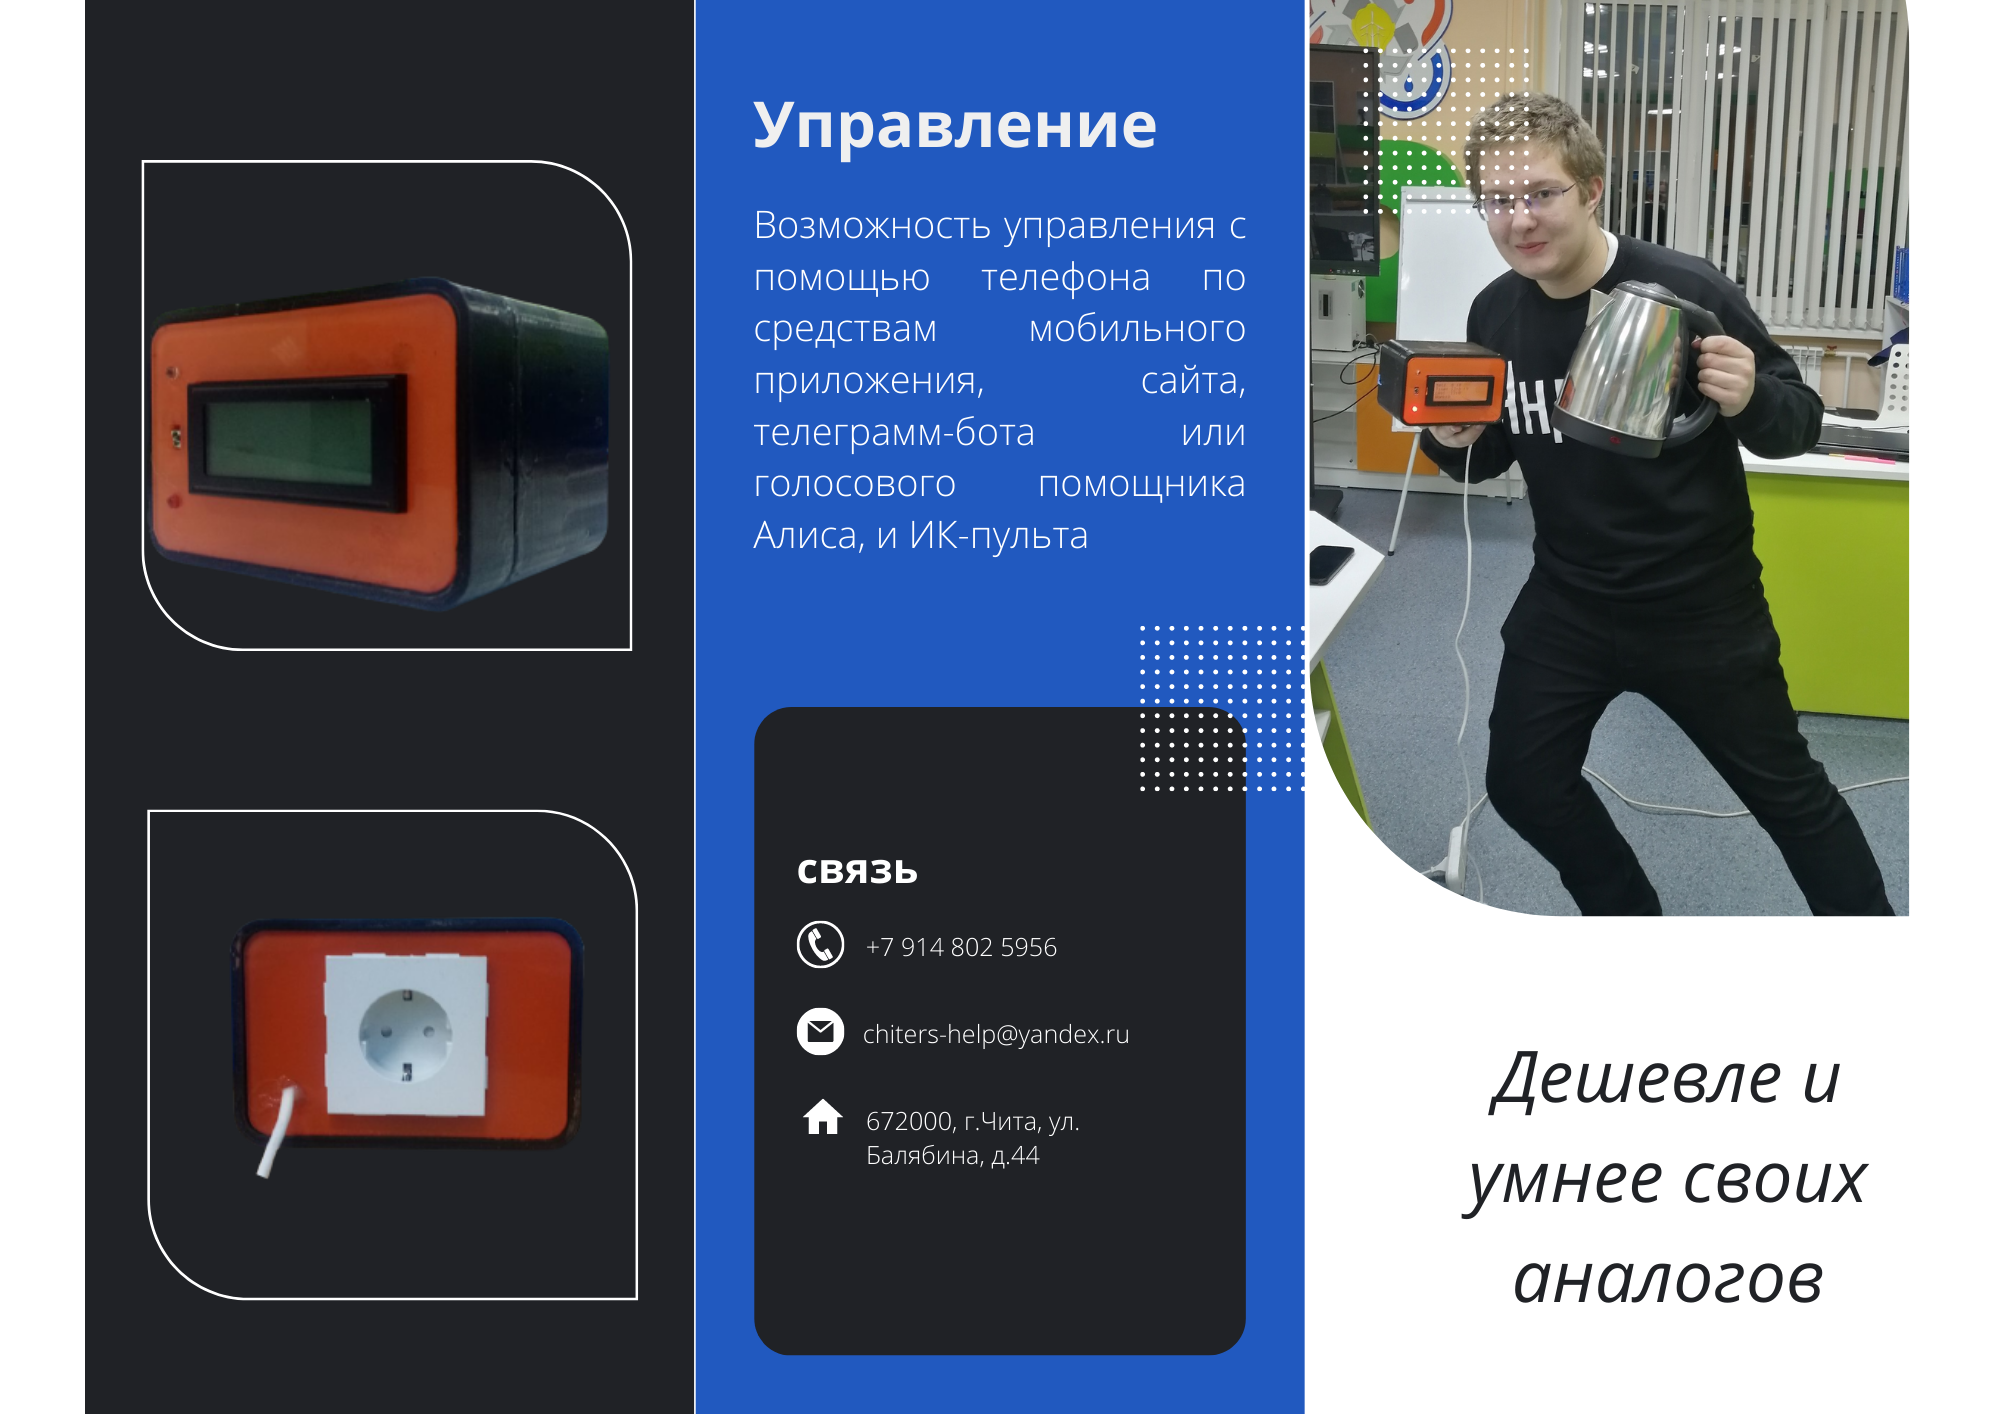 Управление
Возможность управления с
помощью телефона по
средствам мобильного
приложения, сайта,
телеграмм-бота или
голосового помощника
Алиса, и ИК-пульта
связь
+7 914 802 5956
chiters-help@yandex.ru
672000, г.Чита, ул.
Балябина, д.44
Дешевле и
умнее своих
аналогов